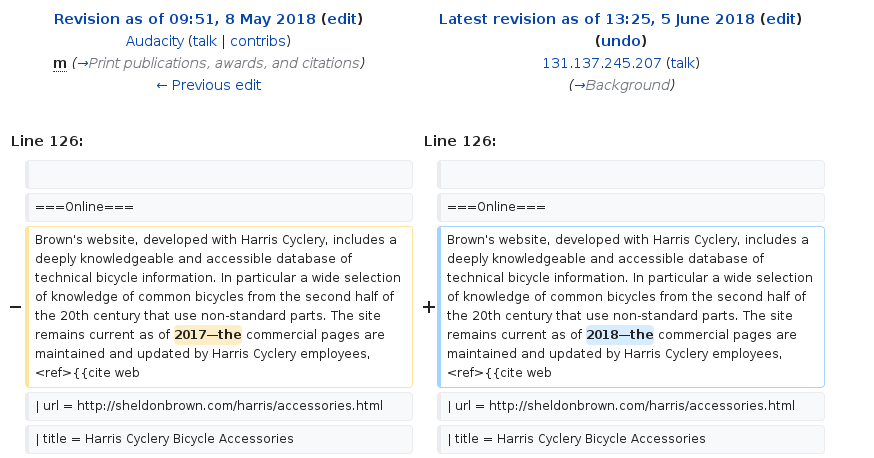 Revision as of 09:51, 8 May 2018 (edit)
Audacity (talk | contribs)
m (→Print publications, awards, and citations)
← Previous edit
Latest revision as of 13:25, 5 June 2018 (edit)
(undo)
131.137.245.207 (talk)
(→Background)
Line 126:
Line 126:
===Online===
===Online===
− Brown's website, developed with Harris Cyclery, includes a
deeply knowledgeable and accessible database of
technical bicycle information. In particular a wide selection
of knowledge of common bicycles from the second half of
the 20th century that use non-standard parts. The site
remains current as of 2017—the commercial pages are
maintained and updated by Harris Cyclery employees,
<ref>{{cite web
+ Brown's website, developed with Harris Cyclery, includes a
deeply knowledgeable and accessible database of
technical bicycle information. In particular a wide selection
of knowledge of common bicycles from the second half of
the 20th century that use non-standard parts. The site
remains current as of 2018—the commercial pages are
maintained and updated by Harris Cyclery employees,
<ref>{{cite web
| url = http://sheldonbrown.com/harris/accessories.html
| url = http://sheldonbrown.com/harris/accessories.html
| title = Harris Cyclery Bicycle Accessories
| title = Harris Cyclery Bicycle Accessories